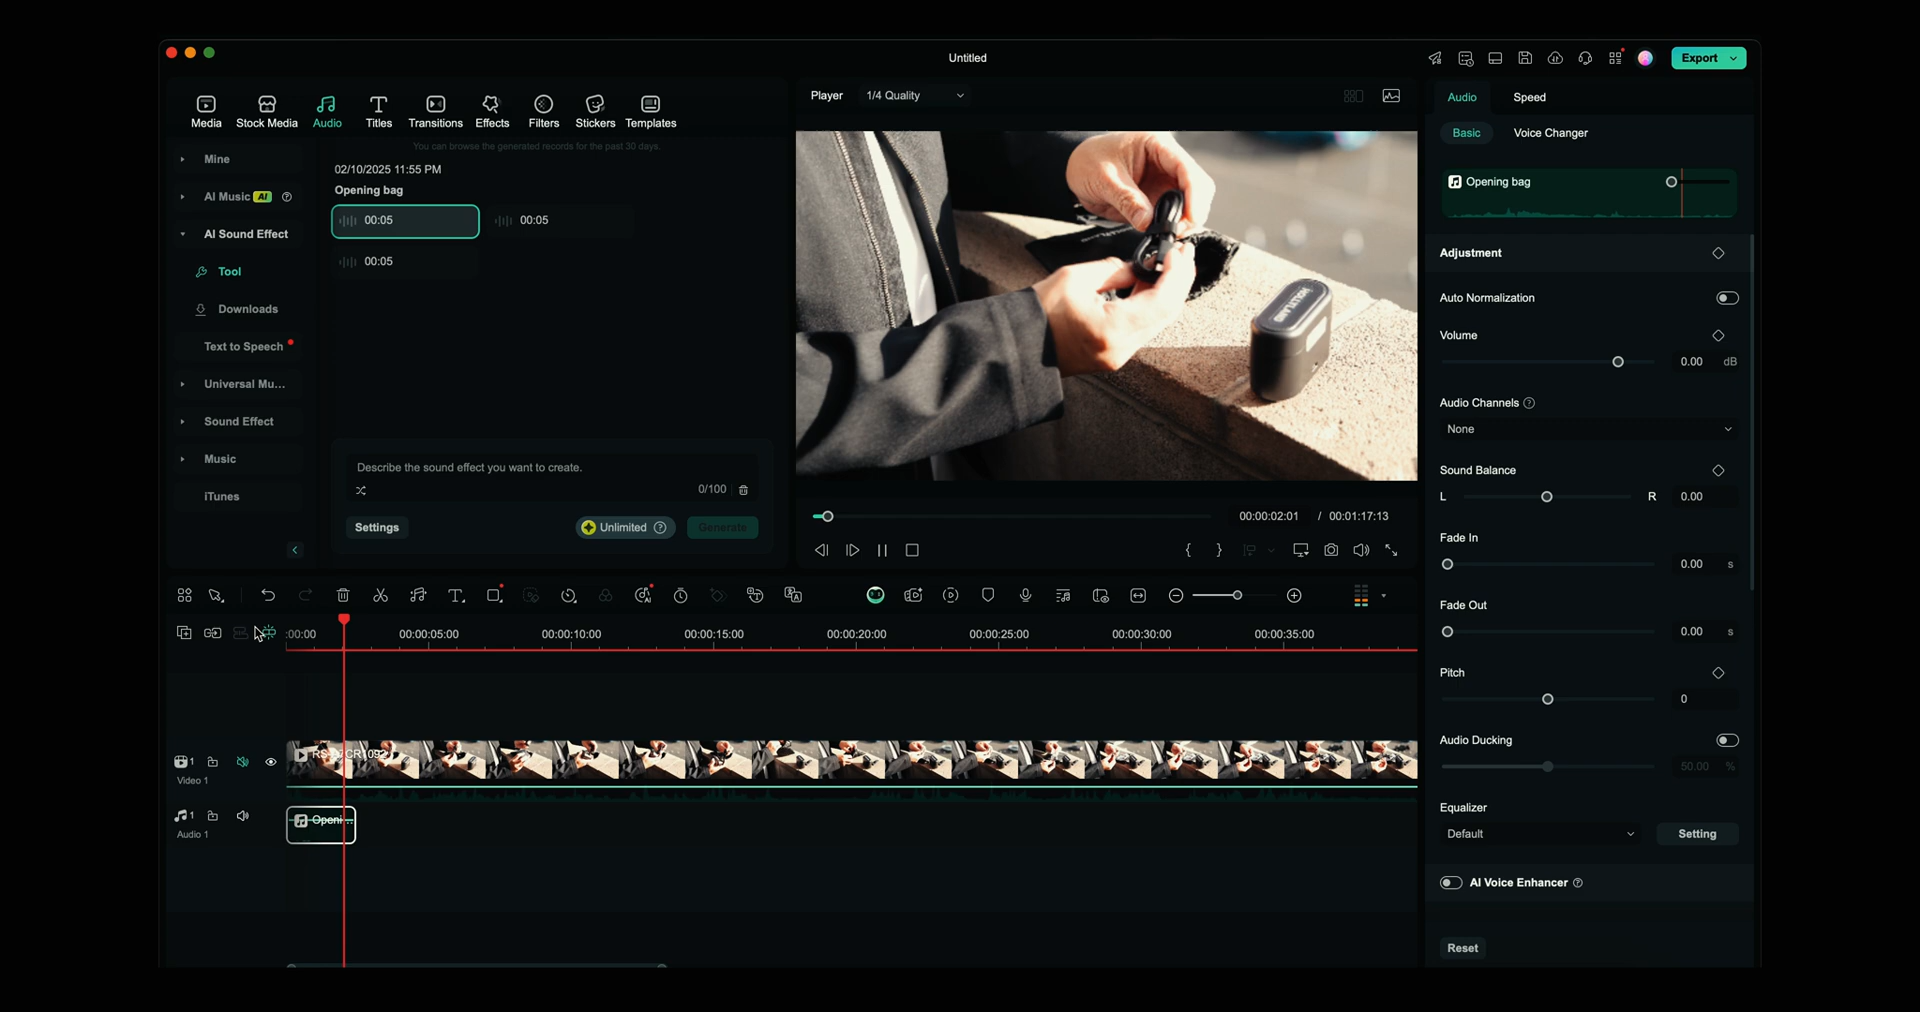 Untitled
Export
Media
Stock Media
Audio
Titles
Transitions
Effects
Filters
Stickers
Templates
Player
1/4 Quality
Audio
Speed
Basic
Voice Changer
You can browse the generated records for the past 30 days.
Mine
AI Music AI
AI Sound Effect
Tool
Downloads
Text to Speech
Universal Mu...
Sound Effect
Music
iTunes
02/10/2025 11:55 PM
Opening bag
00:05
00:05
00:05
Describe the sound effect you want to create.
0/100
Settings
Unlimited
Generate
HOLLYLAND
00:00:02:01 / 00:01:17:13
Opening bag
Adjustment
Auto Normalization
Volume
0.00 dB
Audio Channels
None
Sound Balance
L R 0.00
Fade In
0.00 s
Fade Out
0.00 s
Pitch
0
Audio Ducking
50.00 %
Equalizer
Default
Setting
AI Voice Enhancer
Reset
:00:00
00:00:05:00
00:00:10:00
00:00:15:00
00:00:20:00
00:00:25:00
00:00:30:00
00:00:35:00
1
Video 1
1
Audio 1
Openi...